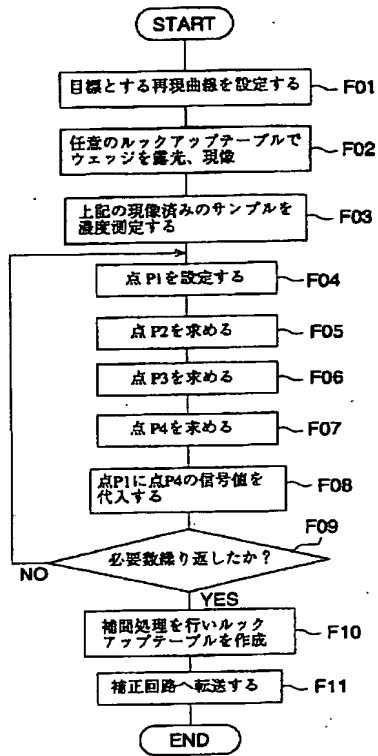 START
目標とする再現曲線を設定する
F01
任意のルックアップテーブルで
ウェッジを露光、現像
F02
上記の現像済みのサンプルを
濃度測定する
F03
点P1を設定する
F04
点P2を求める
F05
点P3を求める
F06
点P4を求める
F07
点P1に点P4の信号値を
代入する
F08
F09
必要数繰り返したか?
NO
YES
補間処理を行いルック
アップテーブルを作成
F10
補正回路へ転送する
F11
END